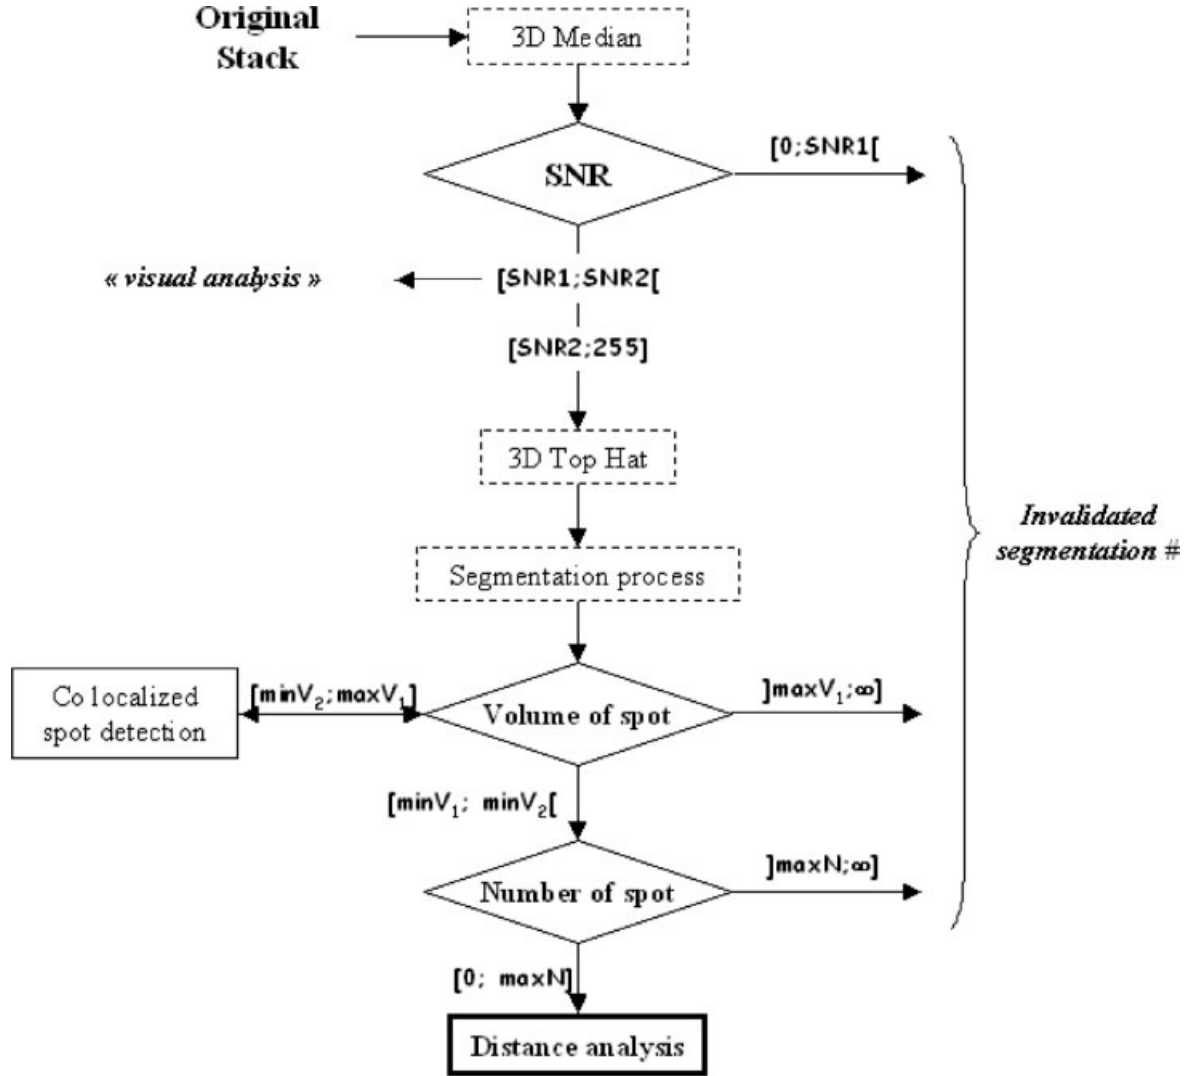 Original
Stack
3D Median
[0;SNR1[
SNR
« visual analysis »
[SNR1;SNR2[
[SNR2;255]
3D Top Hat
Invalidated
segmentation #
Segmentation process
Co localized
spot detection
[minV₂;maxV₁]
Volume of spot
]maxV₁;∞]
[minV₁; minV₂[
Number of spot
]maxN;∞]
[0; maxN]
Distance analysis